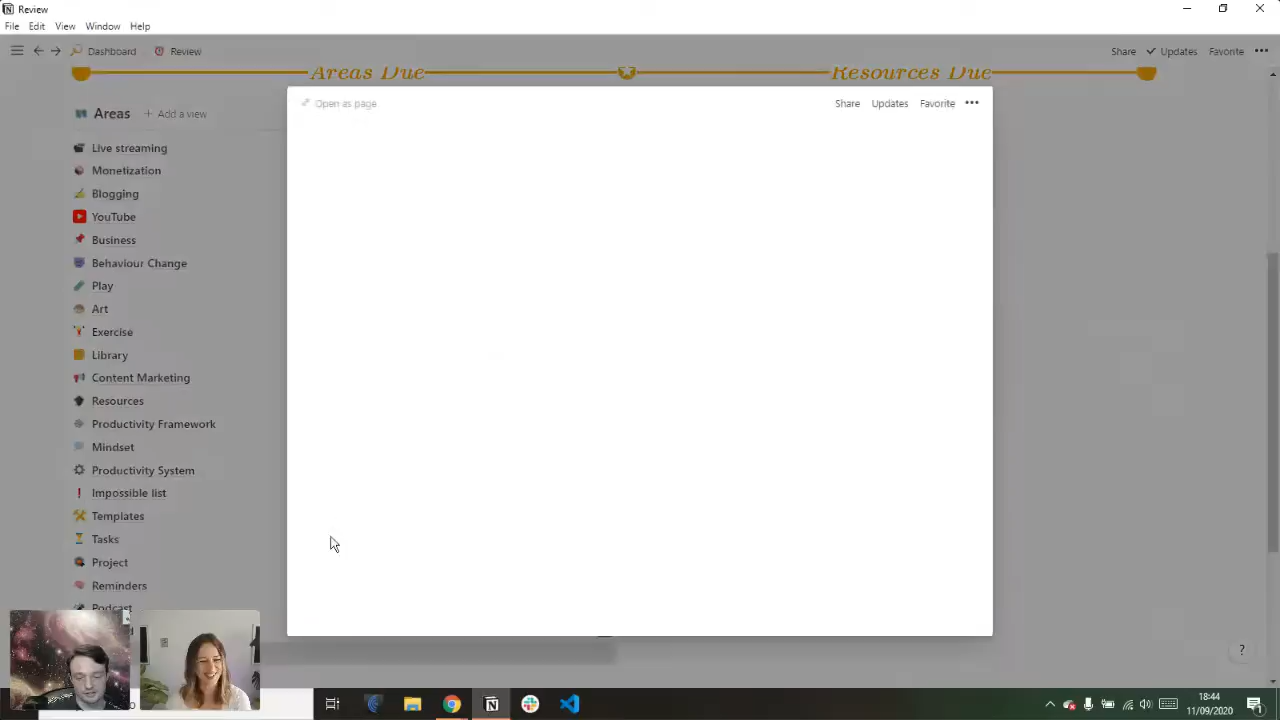 Review
File Edit View Window Help
Dashboard Review Share Updates Favorite
Areas Due Resources Due
Areas Add a view
Open as page Share Updates Favorite
Live streaming
Monetization
Blogging
YouTube
Business
Behaviour Change
Play
Art
Exercise
Library
Content Marketing
Resources
Productivity Framework
Mindset
Productivity System
Impossible list
Templates
Tasks
Project
Reminders
Podcast
?
18:44
11/09/2020